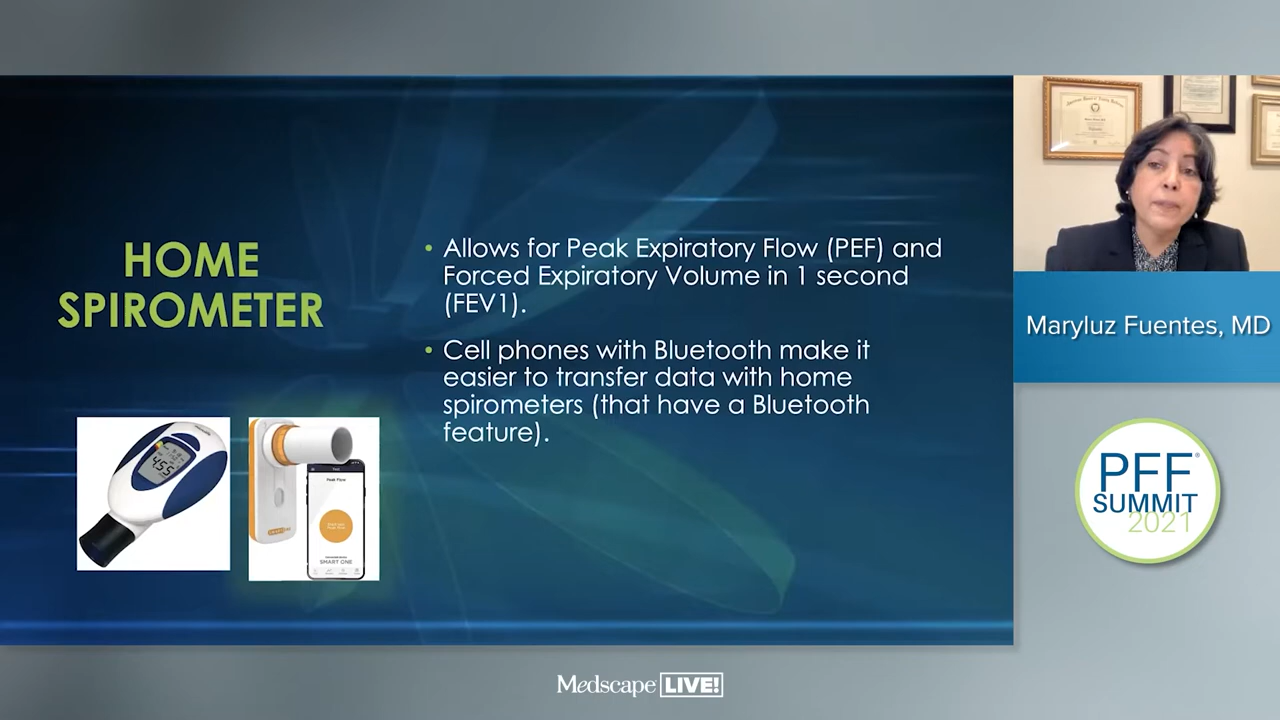 HOME
SPIROMETER
• Allows for Peak Expiratory Flow (PEF) and
Forced Expiratory Volume in 1 second
(FEV1).
• Cell phones with Bluetooth make it
easier to transfer data with home
spirometers (that have a Bluetooth
feature).
455
Peak Flow
SMART ONE
Maryluz Fuentes, MD
PFF®
SUMMIT
2021
Medscape LIVE!